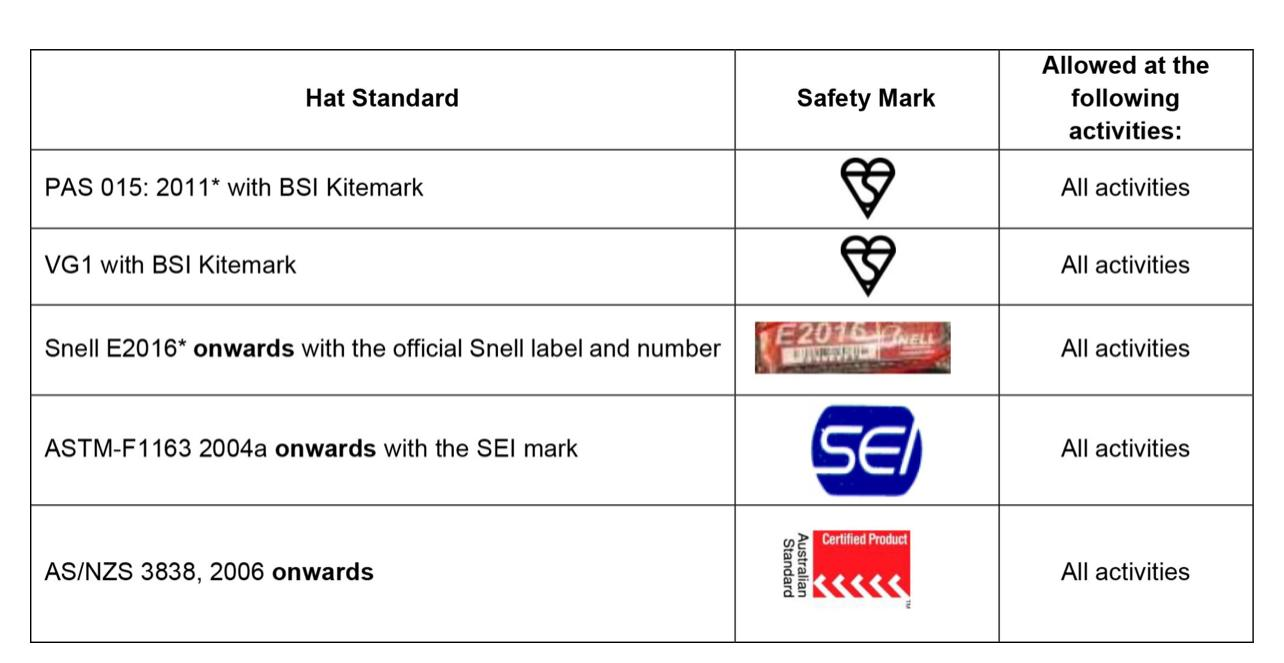 Hat Standard
Safety Mark
Allowed at the
following
activities:
PAS 015: 2011* with BSI Kitemark
All activities
VG1 with BSI Kitemark
All activities
Snell E2016* onwards with the official Snell label and number
E2016 SNELL
All activities
ASTM-F1163 2004a onwards with the SEI mark
SEI
All activities
AS/NZS 3838, 2006 onwards
Australian
Standard
Certified Product
TM
All activities